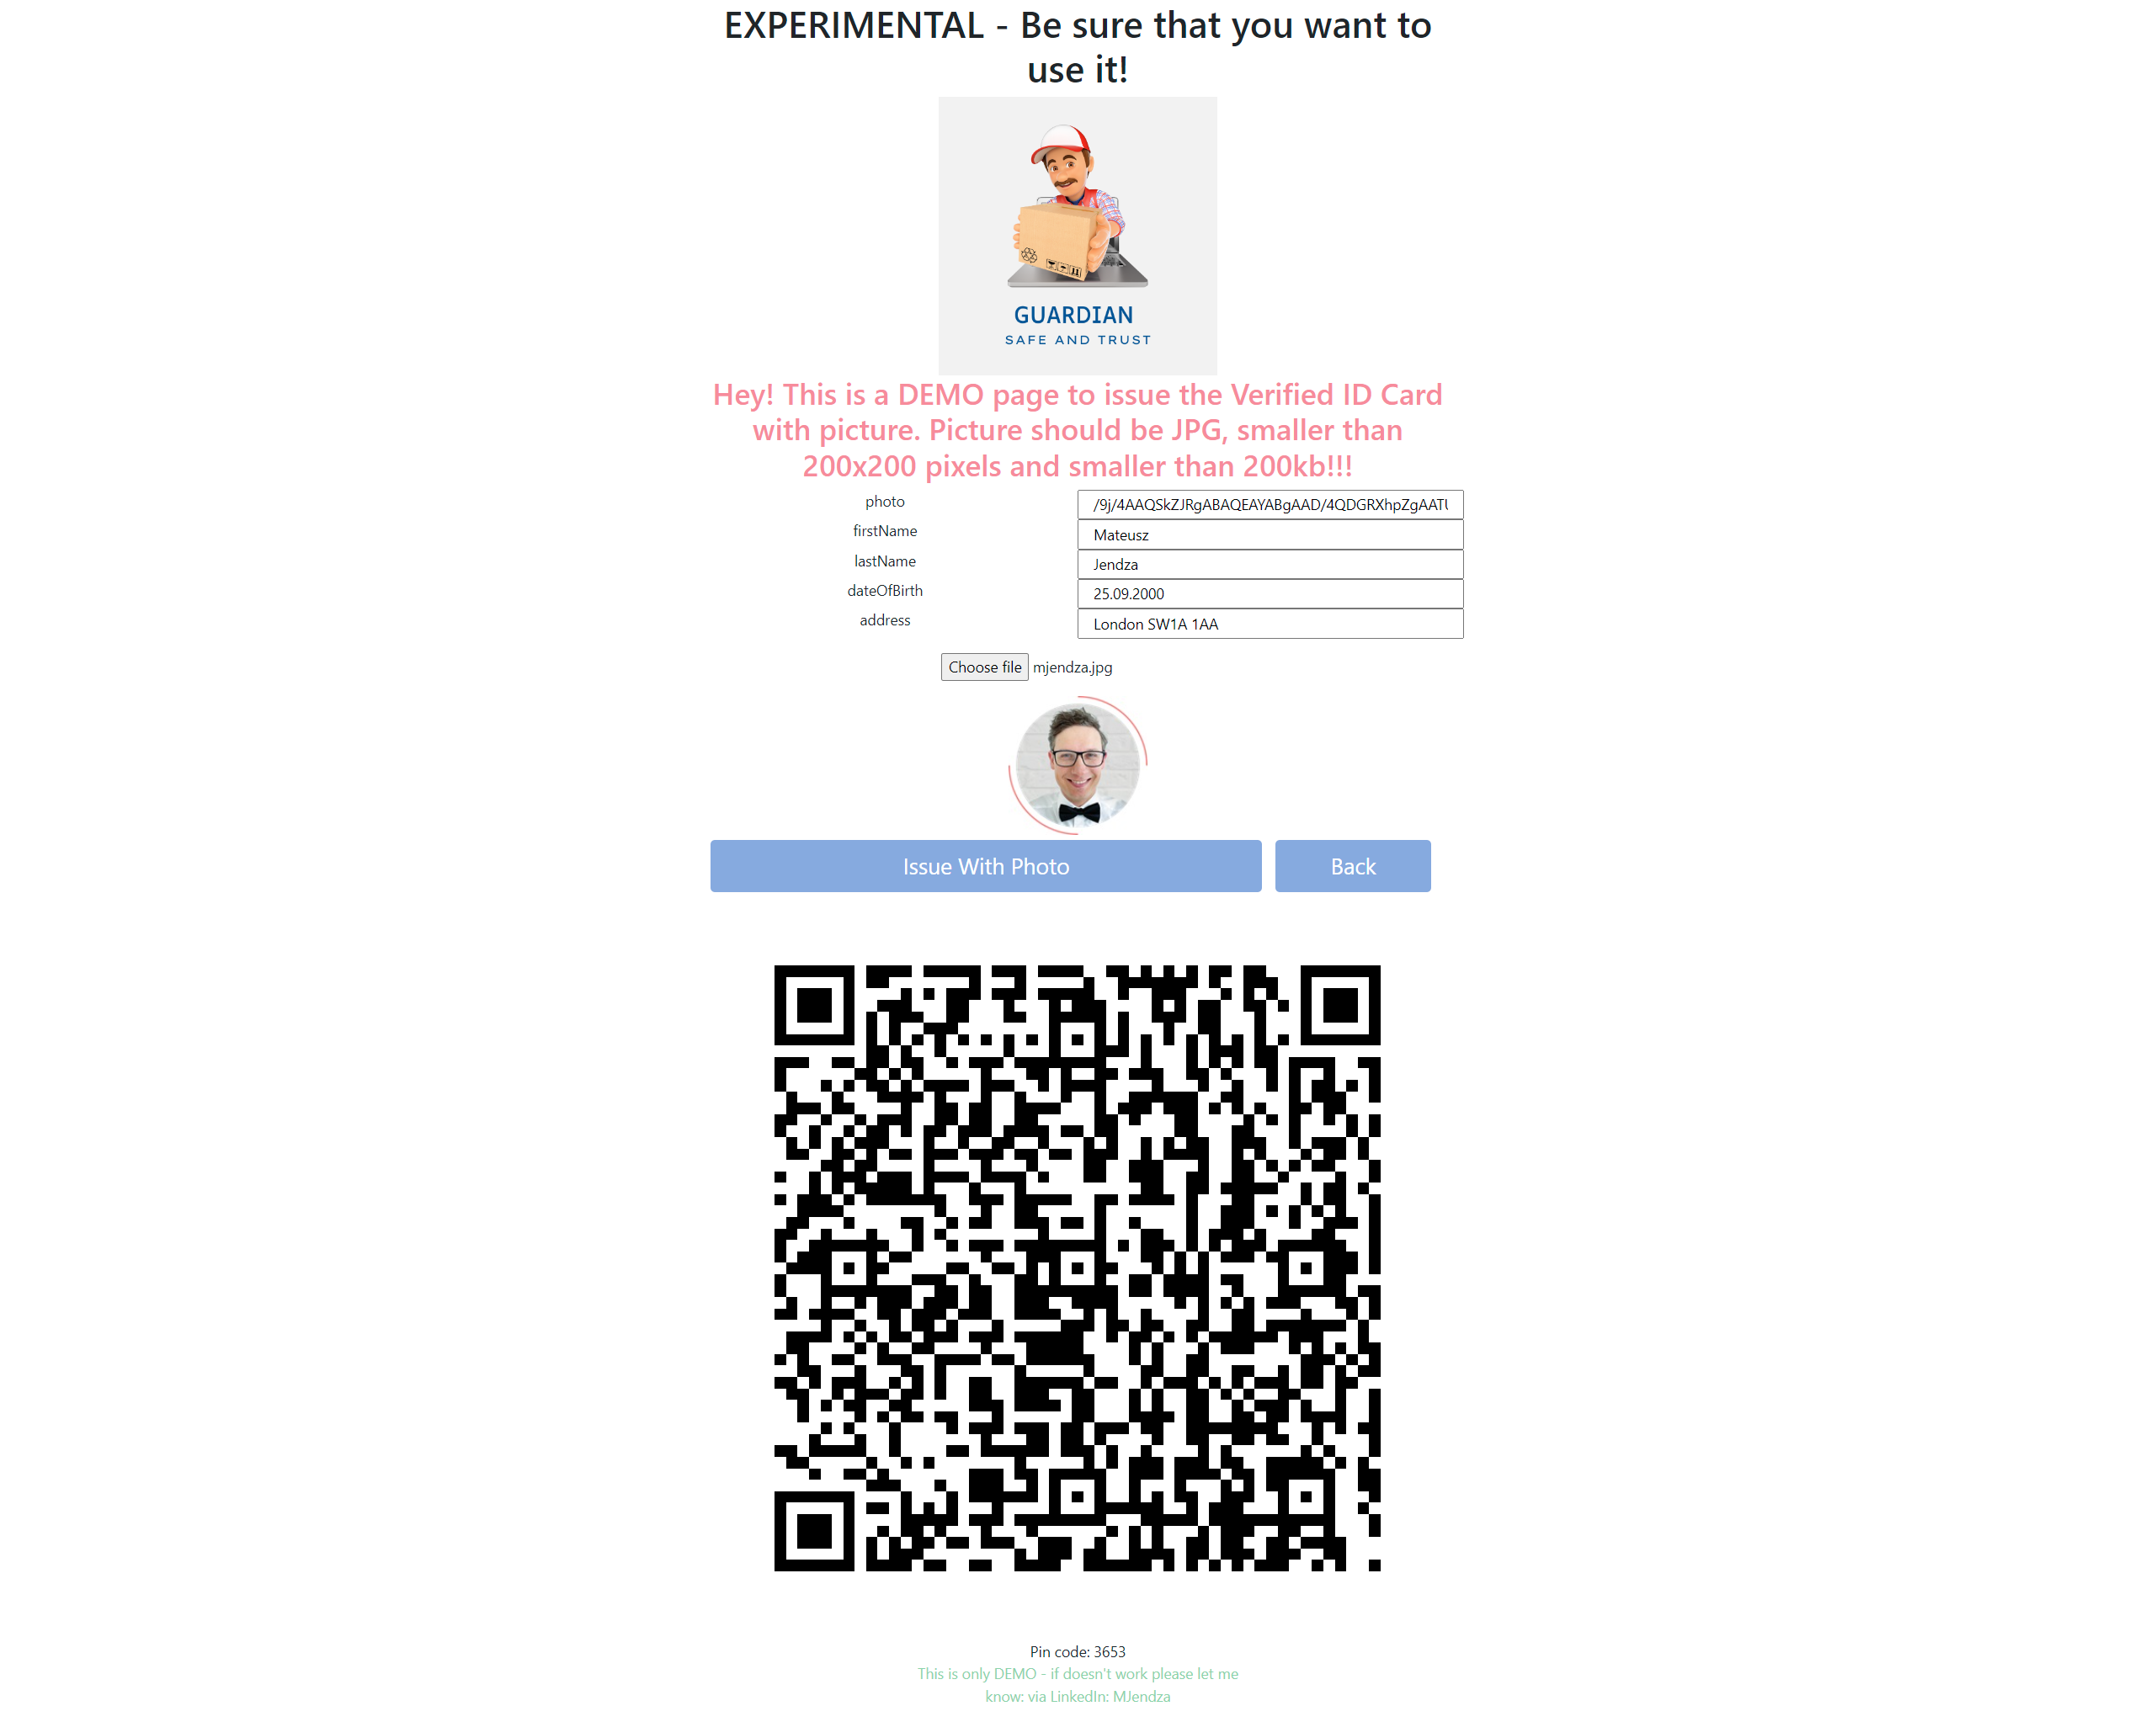 EXPERIMENTAL - Be sure that you want to
use it!
GUARDIAN
SAFE AND TRUST
Hey! This is a DEMO page to issue the Verified ID Card
with picture. Picture should be JPG, smaller than
200x200 pixels and smaller than 200kb!!!
photo /9j/4AAQSkZJRgABAQEAYABgAAD/4QDGRXhpZgAATU
firstName Mateusz
lastName Jendza
dateOfBirth 25.09.2000
address London SW1A 1AA
Choose file mjendza.jpg
Issue With Photo Back
Pin code: 3653
This is only DEMO - if doesn't work please let me
know: via LinkedIn: MJendza